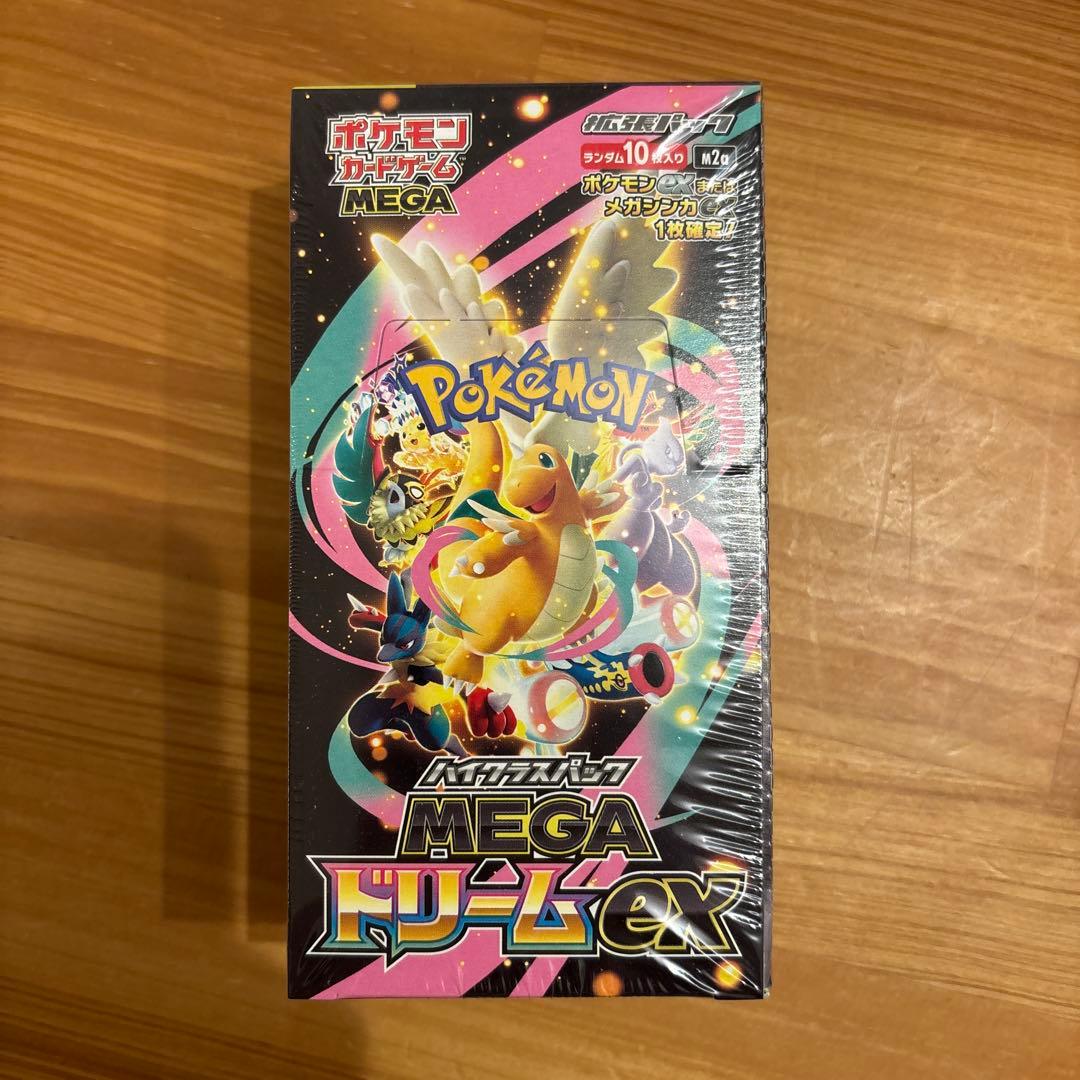 ポケモン
カードゲーム
MEGA
拡張パック
ランダム10枚入り M2a
ポケモンexまたは
メガシンカex
1枚確定!
POKéMON
TM
ハイクラスパック
MEGA
ドリームex